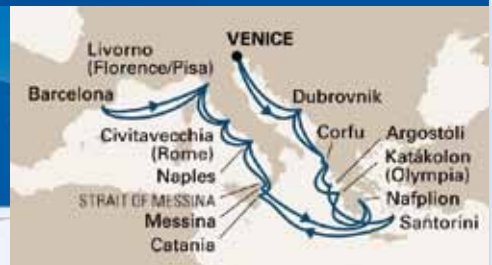 VENICE
Livorno
(Florence/Pisa)
Barcelona
Dubrovnik
Corfu
Argostóli
Civitavecchia
(Rome)
Katákolon
(Olympia)
Naples
Nafplion
STRAIT OF MESSINA
Messina
Santorini
Catania